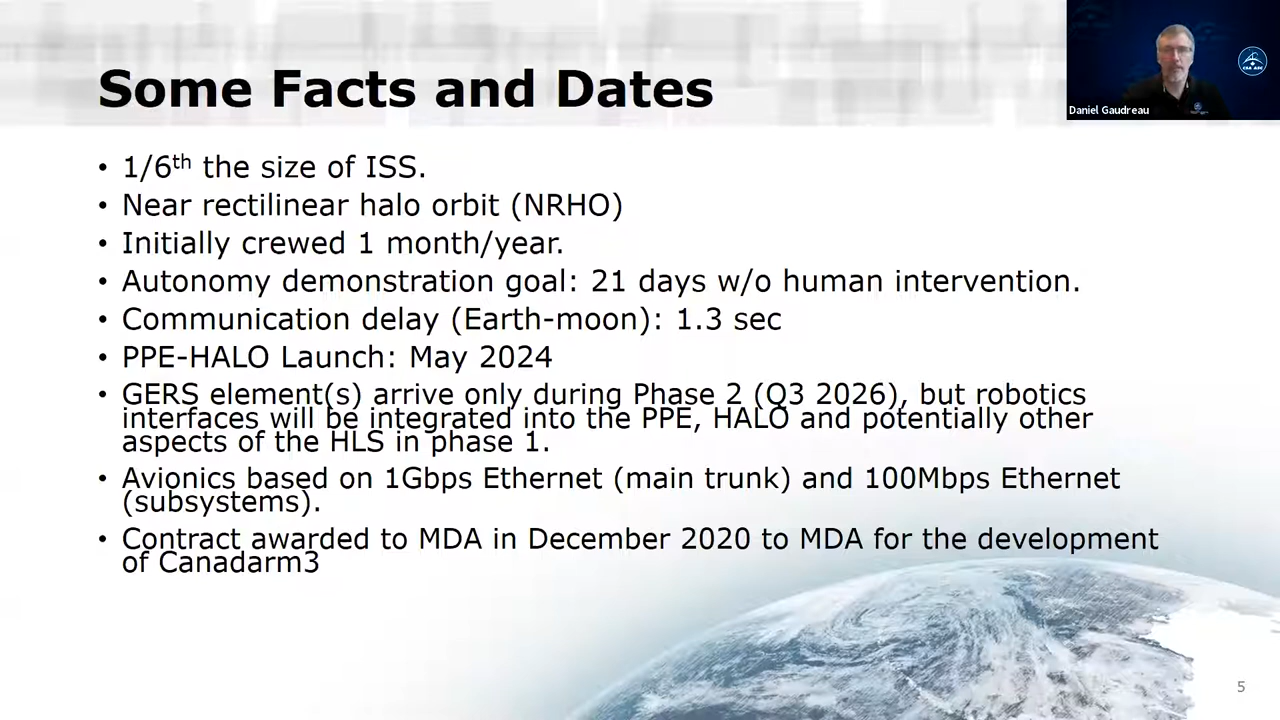 Some Facts and Dates
• 1/6th the size of ISS.
• Near rectilinear halo orbit (NRHO)
• Initially crewed 1 month/year.
• Autonomy demonstration goal: 21 days w/o human intervention.
• Communication delay (Earth-moon): 1.3 sec
• PPE-HALO Launch: May 2024
• GERS element(s) arrive only during Phase 2 (Q3 2026), but robotics
interfaces will be integrated into the PPE, HALO and potentially other
aspects of the HLS in phase 1.
• Avionics based on 1Gbps Ethernet (main trunk) and 100Mbps Ethernet
(subsystems).
• Contract awarded to MDA in December 2020 to MDA for the development
of Canadarm3
Daniel Gaudreau
CSA ASC
5